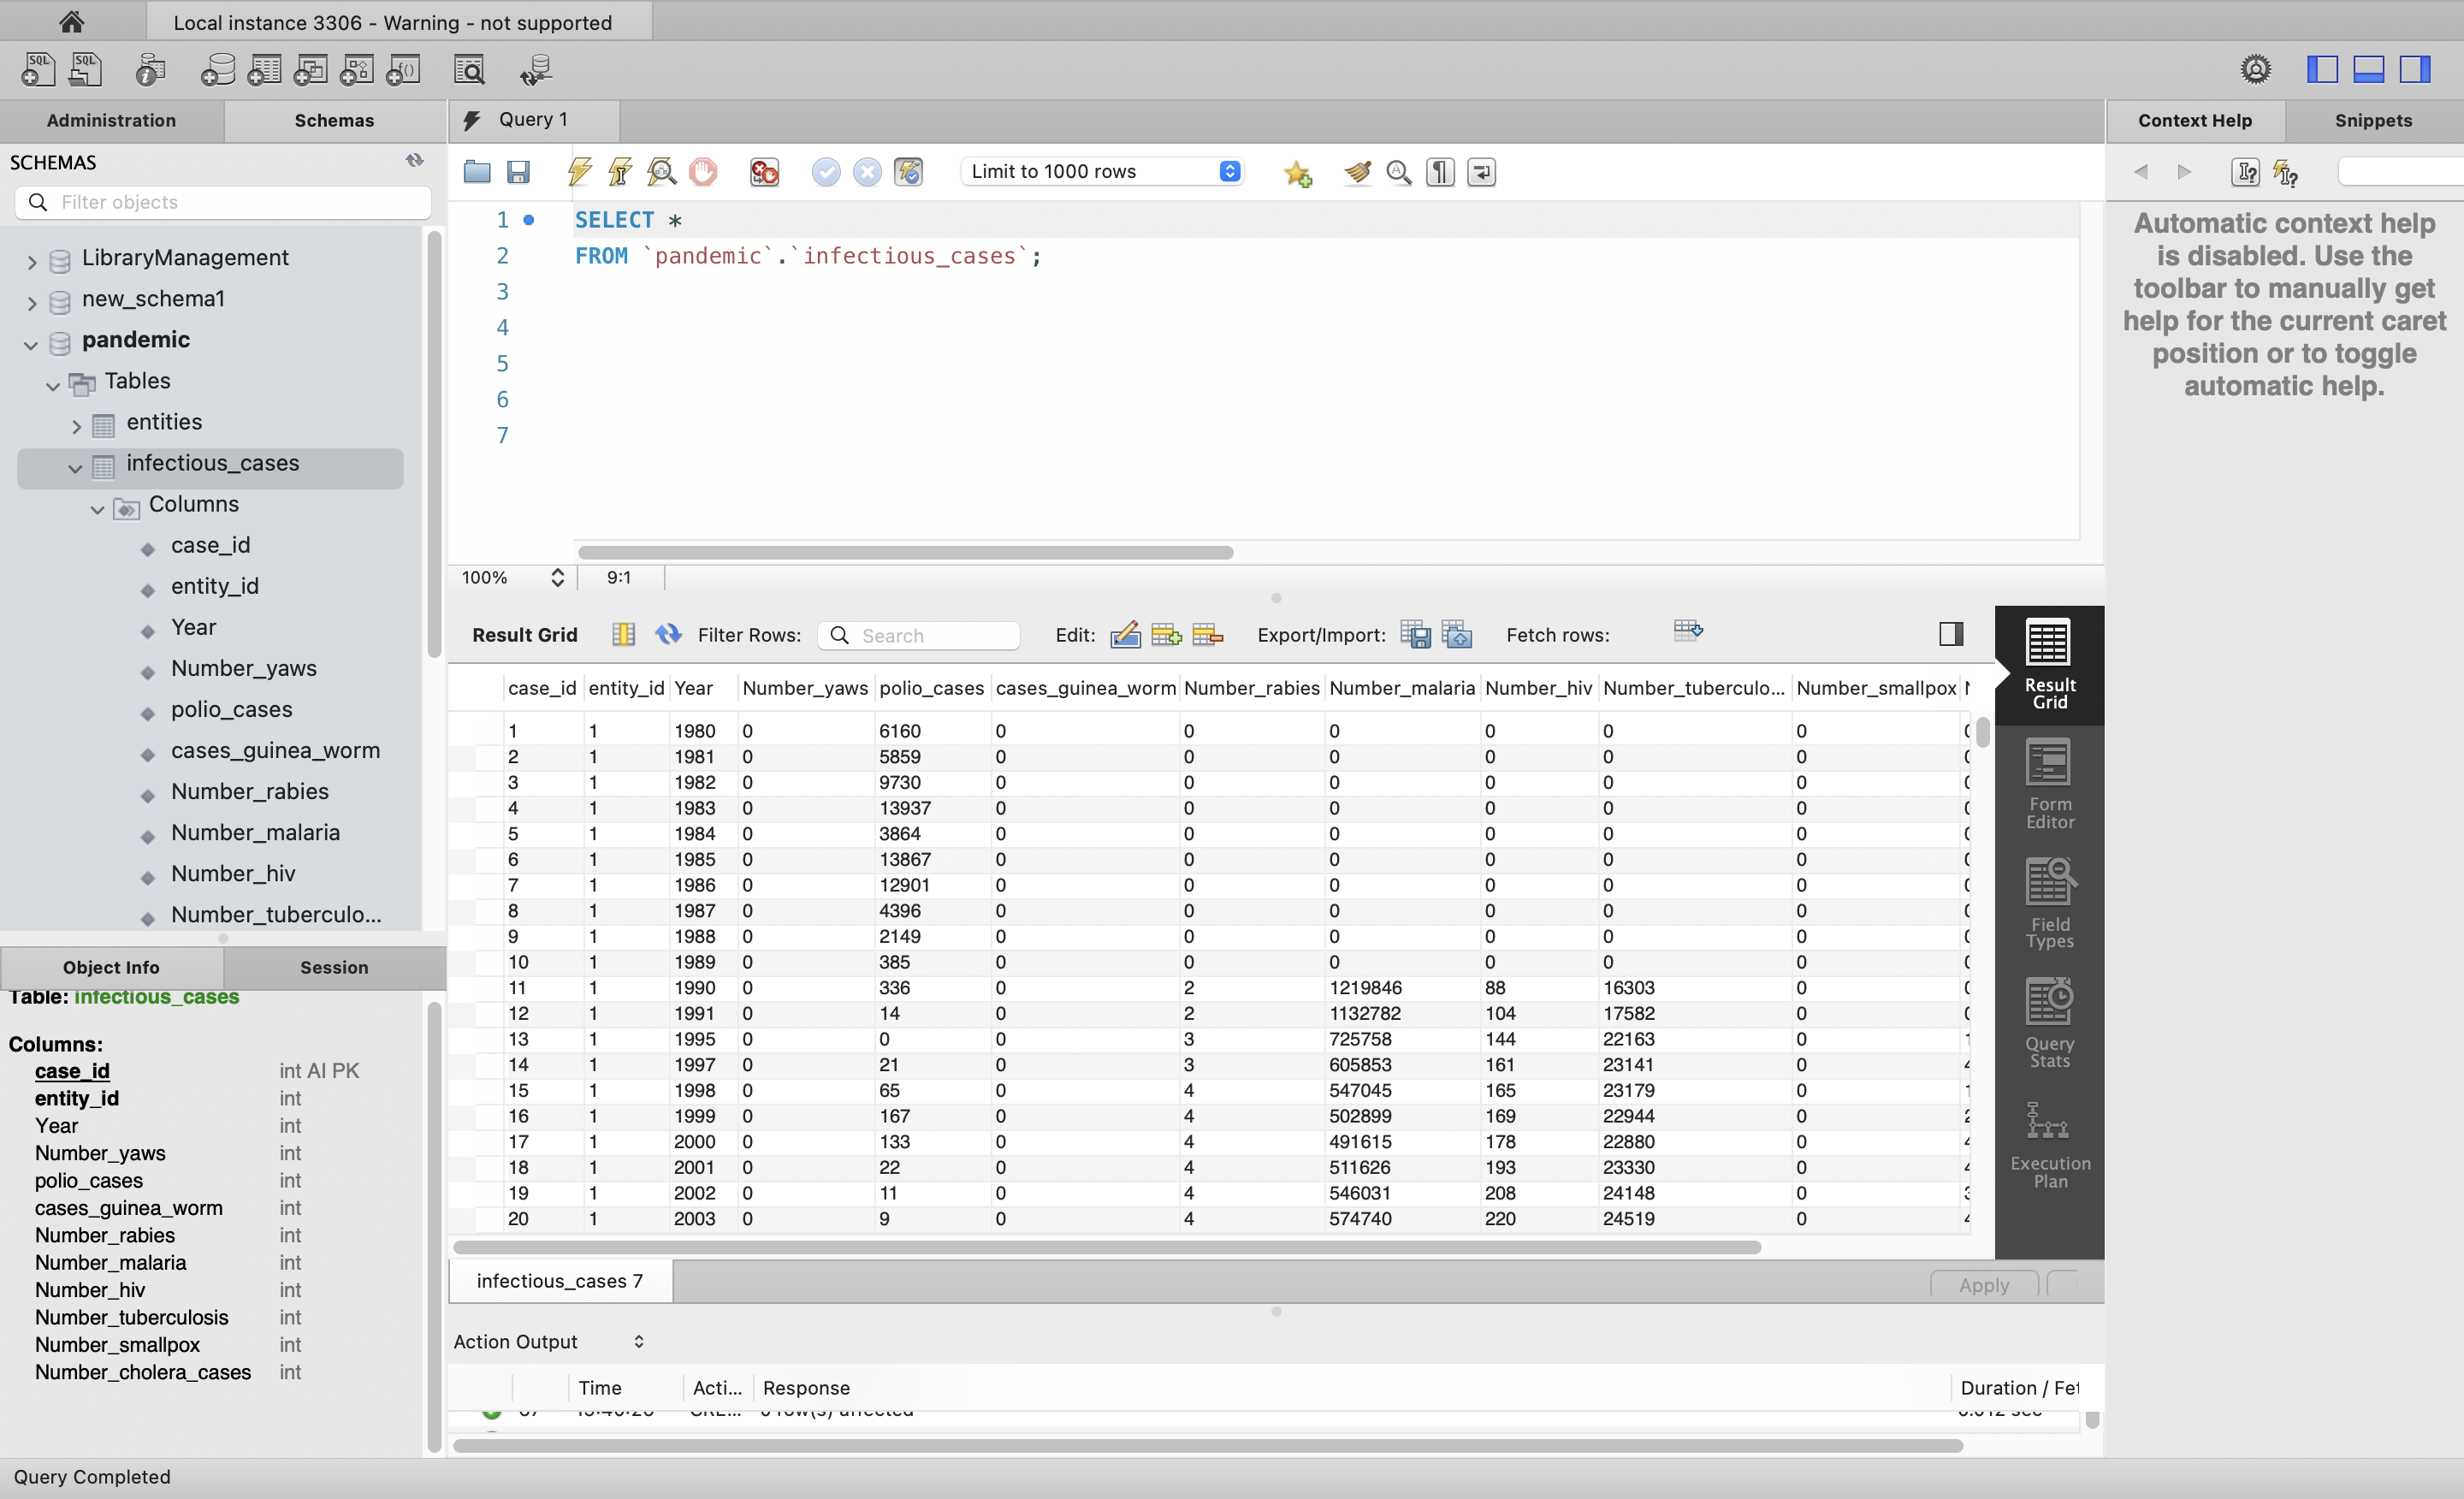 Local instance 3306 - Warning - not supported
Administration
Schemas
Query 1
Context Help
Snippets
SCHEMAS
Filter objects
LibraryManagement
new_schema1
pandemic
Tables
entities
infectious_cases
Columns
case_id
entity_id
Year
Number_yaws
polio_cases
cases_guinea_worm
Number_rabies
Number_malaria
Number_hiv
Number_tuberculo...
Object Info
Session
Table: infectious_cases
Columns:
case_id int AI PK
entity_id int
Year int
Number_yaws int
polio_cases int
cases_guinea_worm int
Number_rabies int
Number_malaria int
Number_hiv int
Number_tuberculosis int
Number_smallpox int
Number_cholera_cases int
Limit to 1000 rows
1 SELECT *
2 FROM `pandemic`.`infectious_cases`;
3
4
5
6
7
100%
9:1
Result Grid
Filter Rows:
Search
Edit:
Export/Import:
Fetch rows:
case_id entity_id Year Number_yaws polio_cases cases_guinea_worm Number_rabies Number_malaria Number_hiv Number_tuberculo... Number_smallpox
1 1 1980 0 6160 0 0 0 0 0 0
2 1 1981 0 5859 0 0 0 0 0 0
3 1 1982 0 9730 0 0 0 0 0 0
4 1 1983 0 13937 0 0 0 0 0 0
5 1 1984 0 3864 0 0 0 0 0 0
6 1 1985 0 13867 0 0 0 0 0 0
7 1 1986 0 12901 0 0 0 0 0 0
8 1 1987 0 4396 0 0 0 0 0 0
9 1 1988 0 2149 0 0 0 0 0 0
10 1 1989 0 385 0 0 0 0 0 0
11 1 1990 0 336 0 2 1219846 88 16303 0
12 1 1991 0 14 0 2 1132782 104 17582 0
13 1 1995 0 0 0 3 725758 144 22163 0
14 1 1997 0 21 0 3 605853 161 23141 0
15 1 1998 0 65 0 4 547045 165 23179 0
16 1 1999 0 167 0 4 502899 169 22944 0
17 1 2000 0 133 0 4 491615 178 22880 0
18 1 2001 0 22 0 4 511626 193 23330 0
19 1 2002 0 11 0 4 546031 208 24148 0
20 1 2003 0 9 0 4 574740 220 24519 0
Result
Grid
Form
Editor
Field
Types
Query
Stats
Execution
Plan
infectious_cases 7
Apply
Action Output
Time Acti... Response Duration / Fet
Automatic context help
is disabled. Use the
toolbar to manually get
help for the current caret
position or to toggle
automatic help.
Query Completed